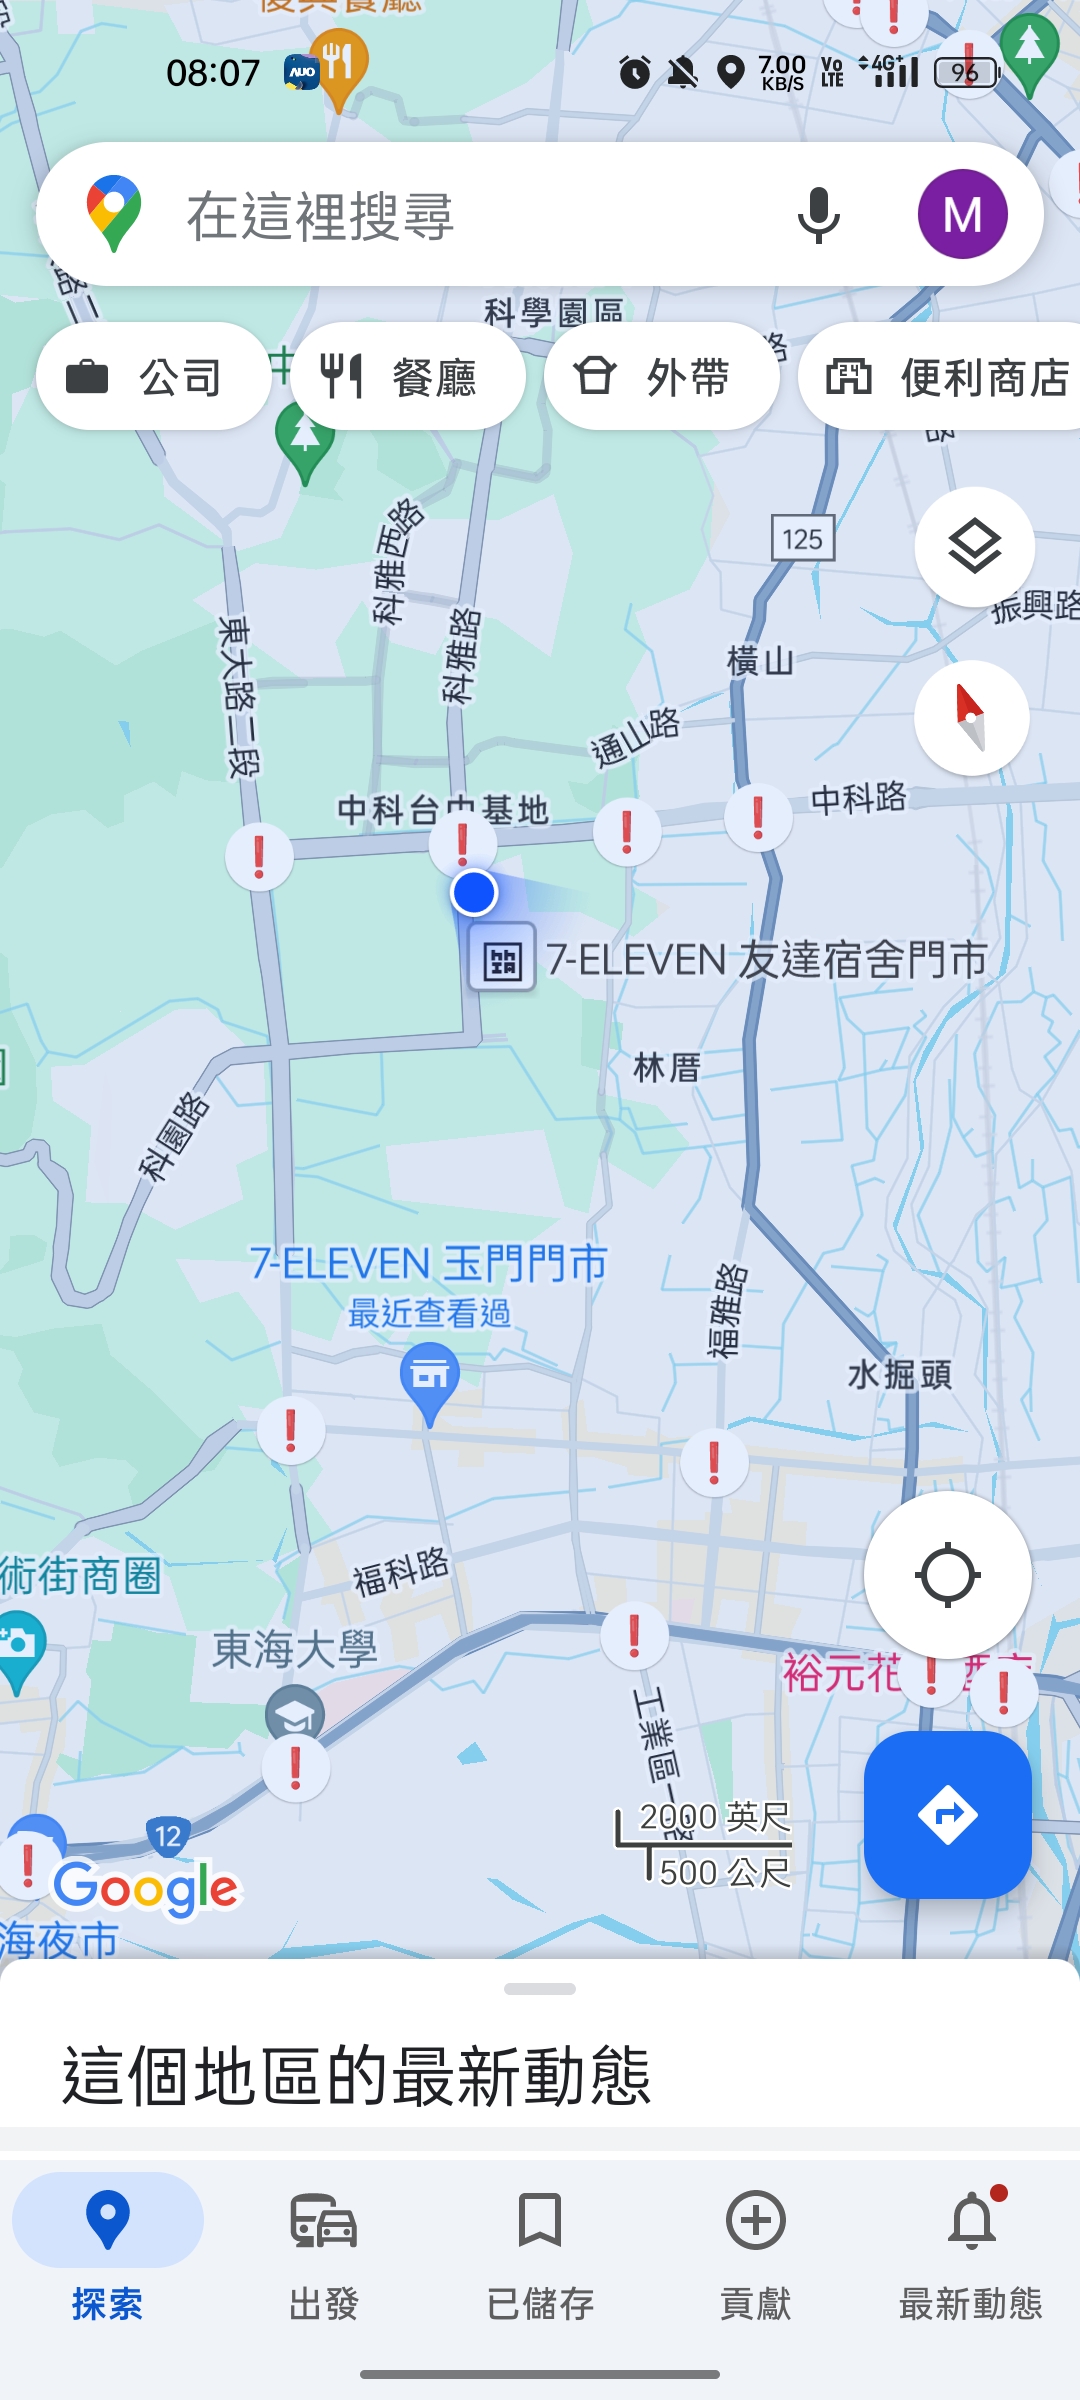 08:07
AUO
7.00
KB/S
Vo
LTE
4G+
96
在這裡搜尋
M
科學園區
公司
餐廳
外帶
便利商店
125
科雅西路
科雅路
振興路
東大路二段
橫山
通山路
中科台中基地
中科路
7-ELEVEN 友達宿舍門市
林厝
科園路
7-ELEVEN 玉門門市
最近查看過
福雅路
水掘頭
福科路
術街商圈
東海大學
裕元花
工業區一路
2000 英尺
500 公尺
12
Google
海夜市
這個地區的最新動態
探索
出發
已儲存
貢獻
最新動態